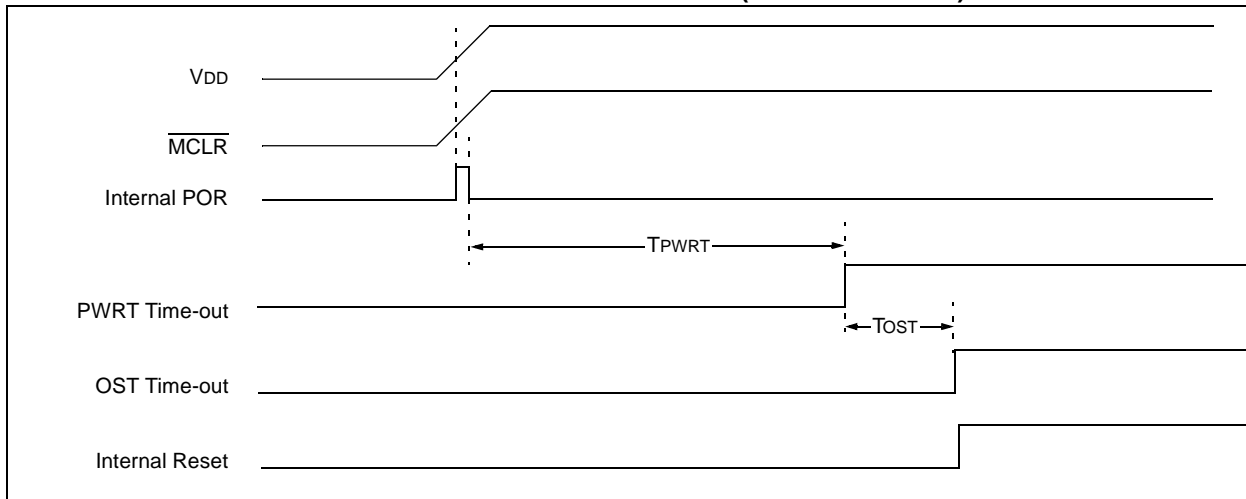 VDD
MCLR
Internal POR
TPWRT
PWRT Time-out
TOST
OST Time-out
Internal Reset